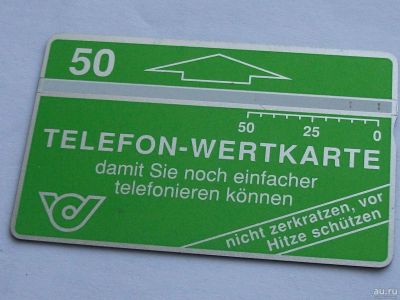 50
50 25 0
TELEFON-WERTKARTE
damit Sie noch einfacher
telefonieren können
nicht zerkratzen, vor
Hitze schützen
au.ru